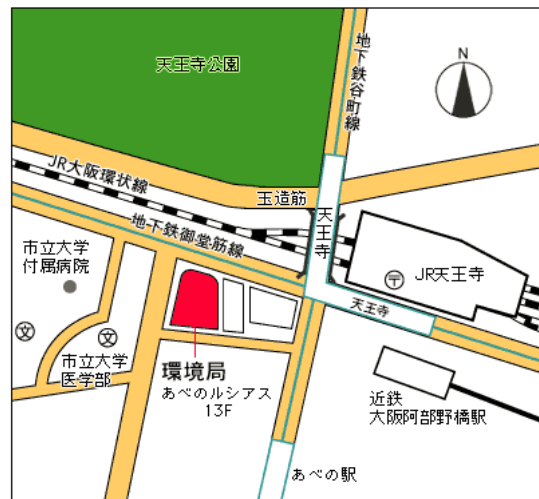 天王寺公園
地下鉄谷町線
N
JR大阪環状線
玉造筋
天王寺
地下鉄御堂筋線
市立大学
付属病院
〒
JR天王寺
天王寺
文
文
市立大学
医学部
環境局
あべのルシアス
13F
近鉄
大阪阿部野橋駅
あべの駅